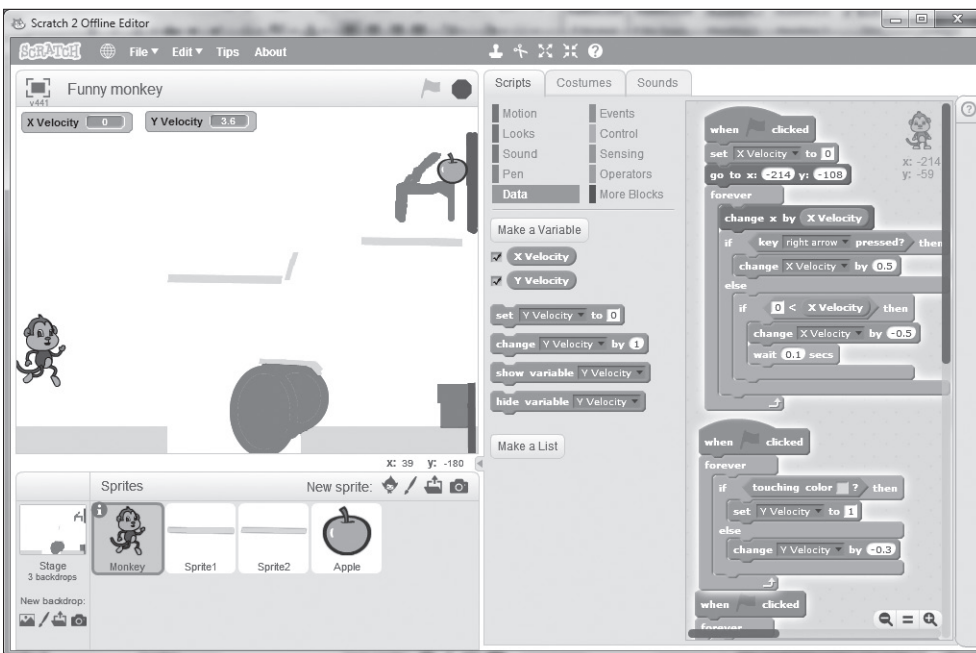 Scratch 2 Offline Editor
SCRATCH File Edit Tips About
v441
Funny monkey
X Velocity 0 Y Velocity 3.6
X: 39 y: -180
Sprites New sprite:
Stage
3 backdrops
New backdrop:
Monkey Sprite1 Sprite2 Apple
Scripts Costumes Sounds
Motion Events
Looks Control
Sound Sensing
Pen Operators
Data More Blocks
Make a Variable
X Velocity
Y Velocity
set Y Velocity to 0
change Y Velocity by 1
show variable Y Velocity
hide variable Y Velocity
Make a List
x: -214
y: -59
when clicked
set X Velocity to 0
go to x: -214 y: -108
forever
change x by X Velocity
if key right arrow pressed? then
change X Velocity by 0.5
else
if 0 < X Velocity then
change X Velocity by -0.5
wait 0.1 secs
when clicked
forever
if touching color ? then
set Y Velocity to 1
else
change Y Velocity by -0.3
when clicked
forever